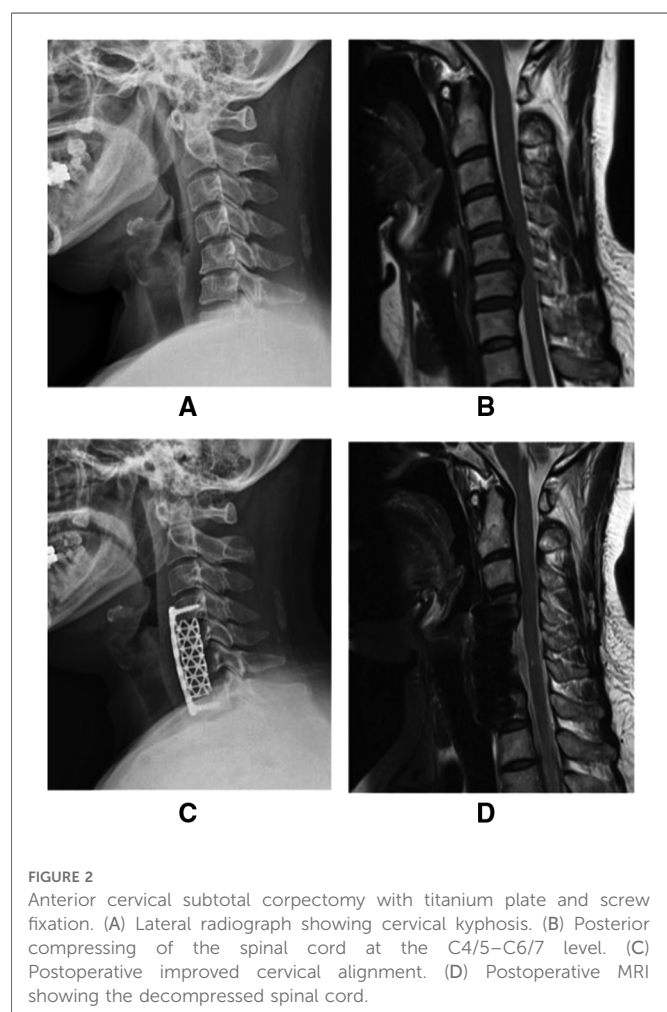 A
B
C
D
FIGURE 2
Anterior cervical subtotal corpectomy with titanium plate and screw
fixation. (A) Lateral radiograph showing cervical kyphosis. (B) Posterior
compressing of the spinal cord at the C4/5–C6/7 level. (C)
Postoperative improved cervical alignment. (D) Postoperative MRI
showing the decompressed spinal cord.